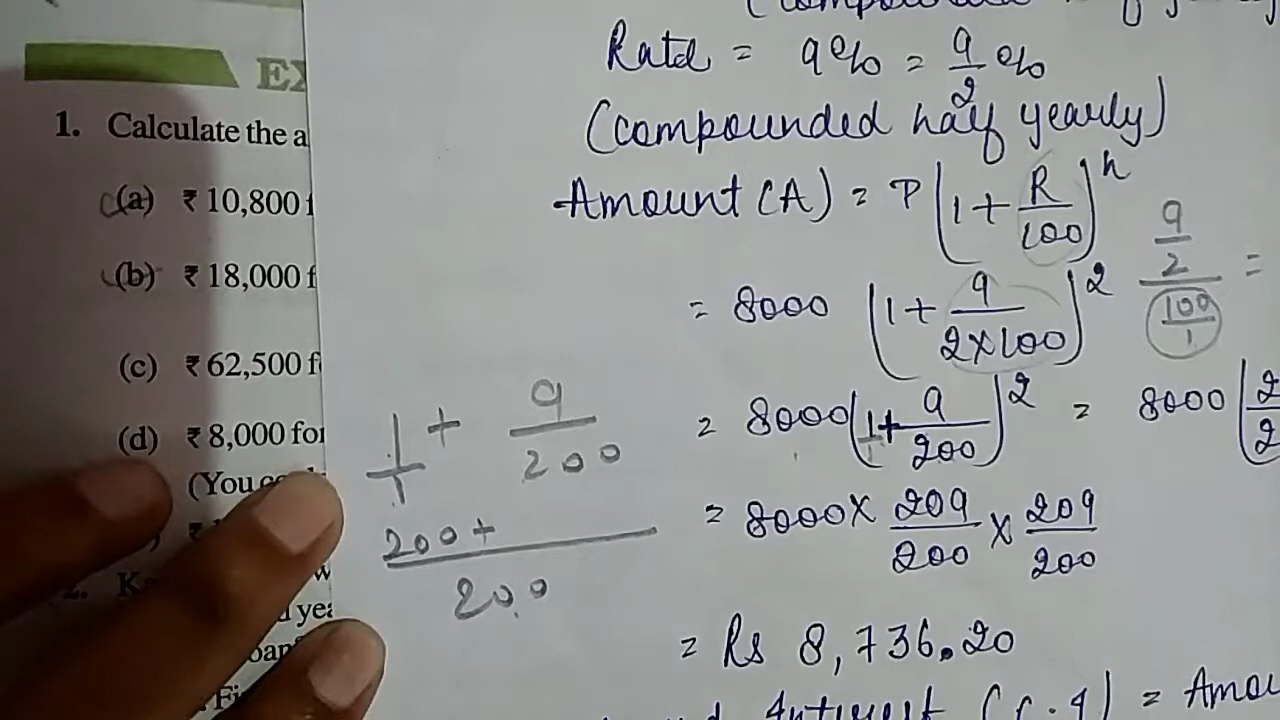 EX
1. Calculate the a
(a) ₹ 10,800 f
(b) ₹ 18,000 f
(c) ₹ 62,500 f
(d) ₹ 8,000 for
(You
Rate = 9% = 9/2 %
(compounded half yearly)
Amount (A) = P (1 + R/100)^n
= 8000 (1 + 9/(2×100))^2
9/2 / 100/1 =
= 8000 (1/1 + 9/200)^2 = 8000
1/1 + 9/200
200 + / 200
= 8000 × 209/200 × 209/200
= Rs 8,736.20
= Amou